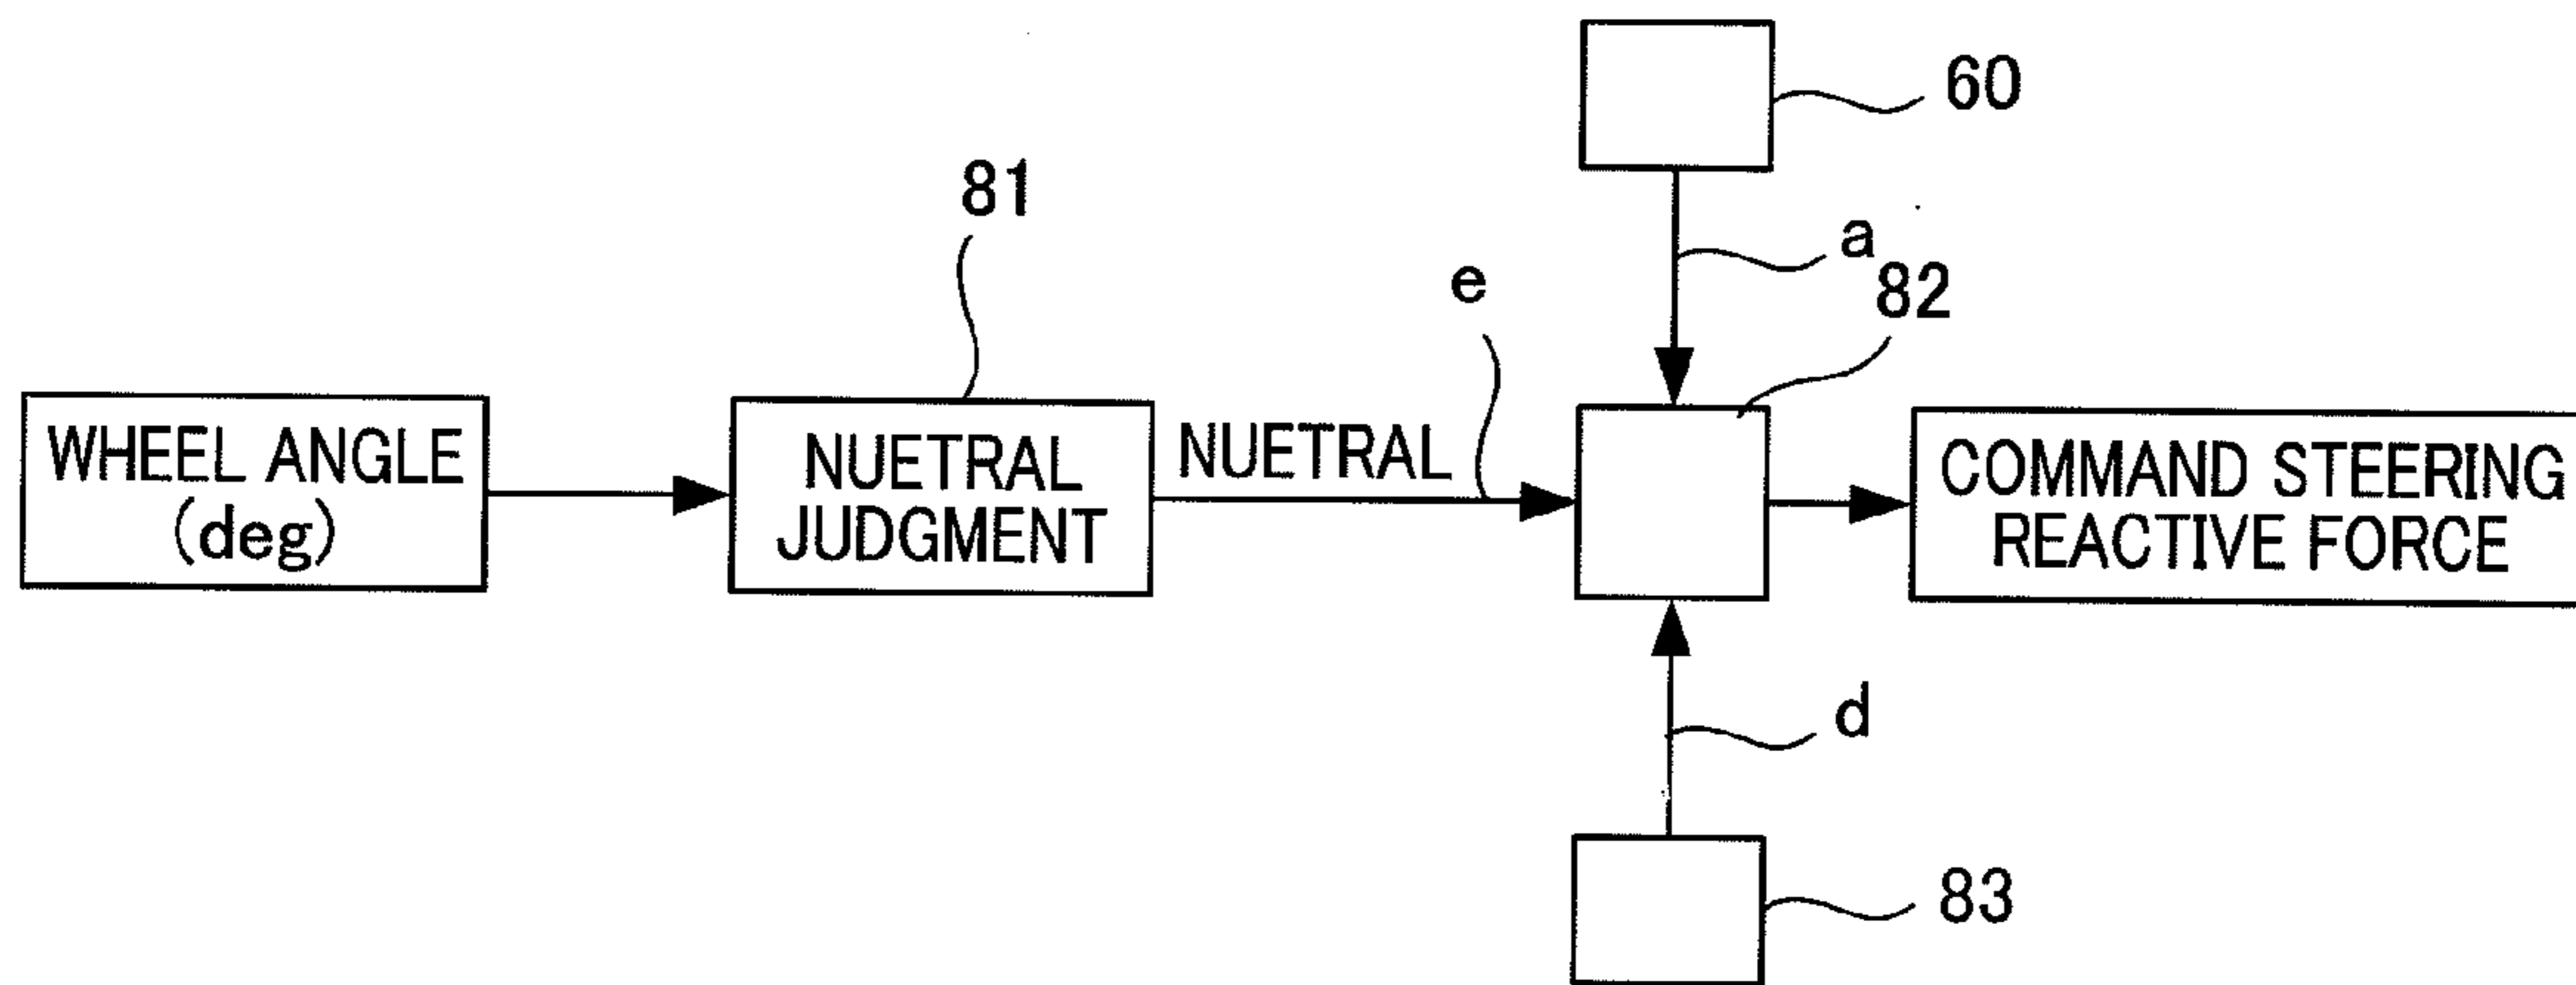 60
81
a
e
82
WHEEL ANGLE
(deg)
NUETRAL
JUDGMENT
NUETRAL
COMMAND STEERING
REACTIVE FORCE
d
83